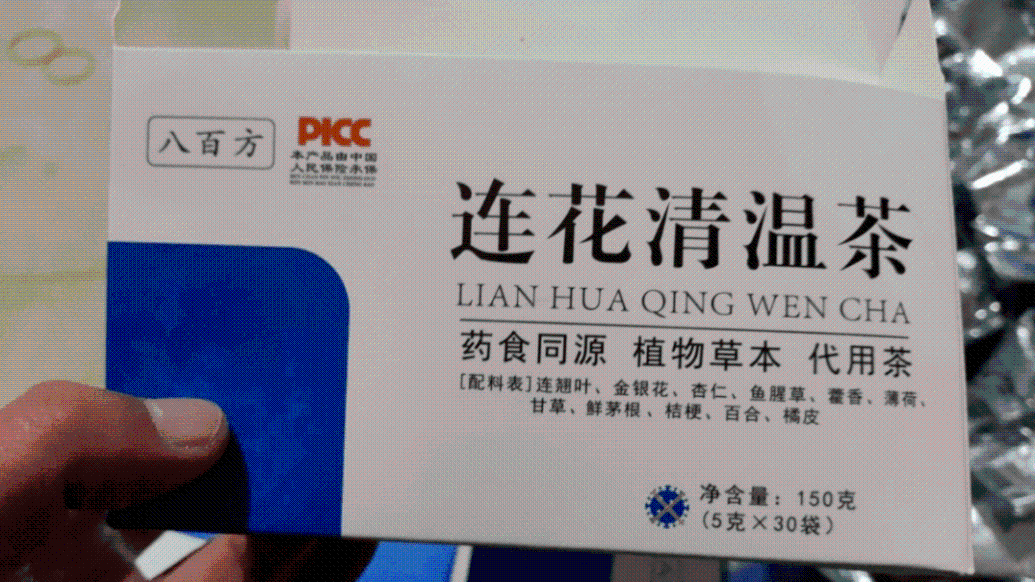 八百方
PICC
本产品由中国
人民保险承保
连花清温茶
LIAN HUA QING WEN CHA
药食同源 植物草本 代用茶
[配料表]连翘叶、金银花、杏仁、鱼腥草、藿香、薄荷、
甘草、鲜茅根、桔梗、百合、橘皮
净含量：150克
(5克×30袋)